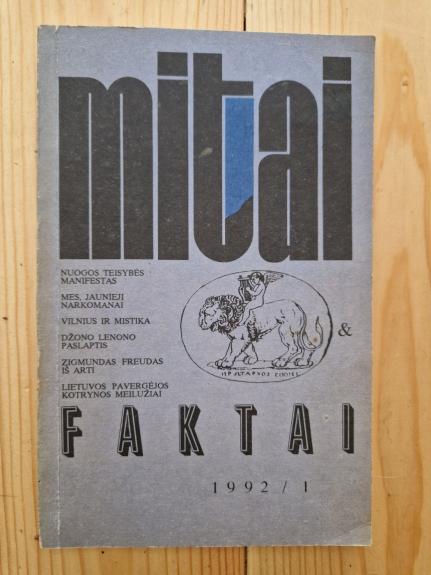 mitai
NUOGOS TEISYBĖS
MANIFESTAS
MES, JAUNIEJI
NARKOMANAI
VILNIUS IR MISTIKA
DŽONO LENONO
PASLAPTIS
ZIGMUNDAS FREUDAS
IŠ ARTI
LIETUVOS PAVERGĖJOS
KOTRYNOS MEILUŽIAI
&
FAKTAI
1992 / 1